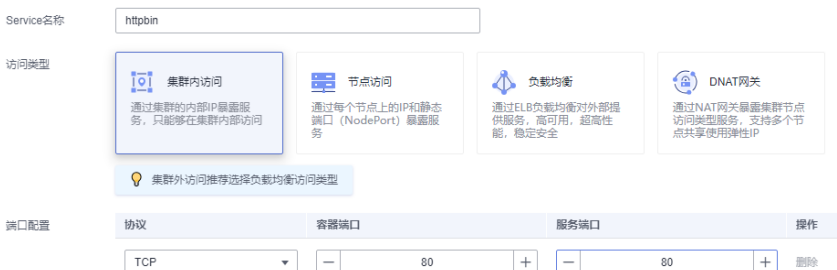 Service名称 httpbin
访问类型
集群内访问
通过集群的内部IP暴露服
务，只能够在集群内部访问
节点访问
通过每个节点上的IP和静态
端口（NodePort）暴露服
务
负载均衡
通过ELB负载均衡对外部提
供服务，高可用，超高性
能，稳定安全
DNAT网关
通过NAT网关暴露集群节点
访问类型服务，支持多个节
点共享使用弹性IP
集群外访问推荐选择负载均衡访问类型
端口配置 协议 容器端口 服务端口 操作
TCP 80 80 删除